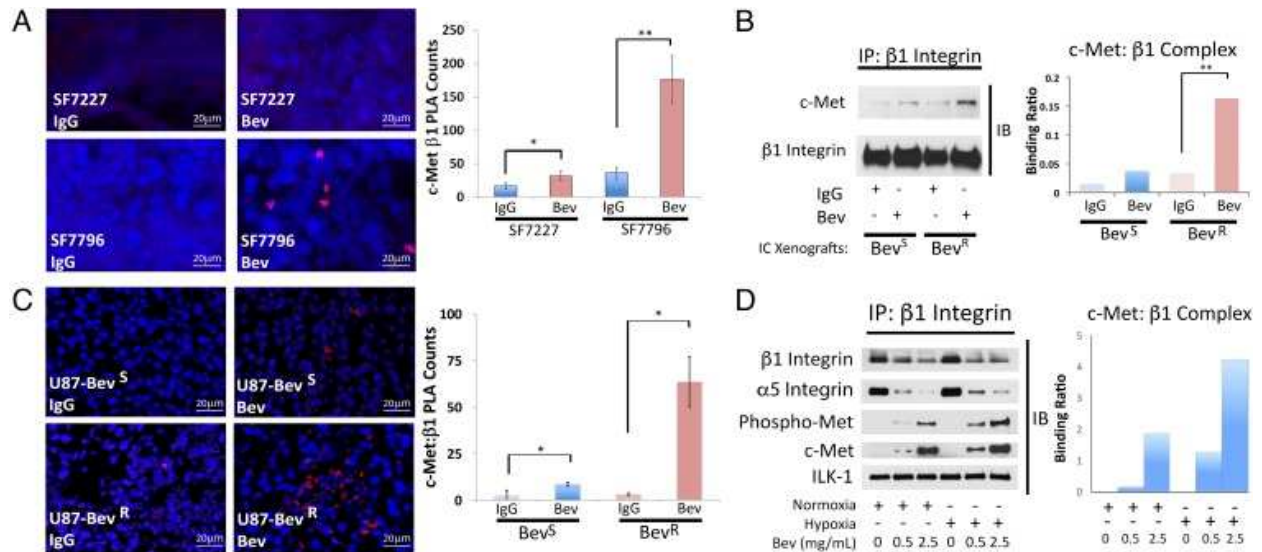 A
SF7227
IgG
20μm
SF7227
Bev
20μm
SF7796
IgG
20μm
SF7796
Bev
20μm
c-Met β1 PLA Counts
250
200
150
100
50
0
*
**
IgG Bev IgG Bev
SF7227 SF7796
B
IP: β1 Integrin
c-Met
β1 Integrin
IB
IgG + - + -
Bev - + - +
IC Xenografts: BevS BevR
c-Met: β1 Complex
Binding Ratio
0.2
0.15
0.1
0.05
0
**
IgG Bev IgG Bev
BevS BevR
C
U87-Bev S
IgG
20μm
U87-Bev S
Bev
20μm
U87-Bev R
IgG
20μm
U87-Bev R
Bev
20μm
c-Met:β1 PLA Counts
100
75
50
25
0
*
*
IgG Bev IgG Bev
BevS BevR
D
IP: β1 Integrin
β1 Integrin
α5 Integrin
Phospho-Met
c-Met
ILK-1
IB
Normoxia + + + - - -
Hypoxia - - - + + +
Bev (mg/mL) 0 0.5 2.5 0 0.5 2.5
c-Met: β1 Complex
Binding Ratio
5
4
3
2
1
0
+ + + - - -
- - - + + +
0 0.5 2.5 0 0.5 2.5